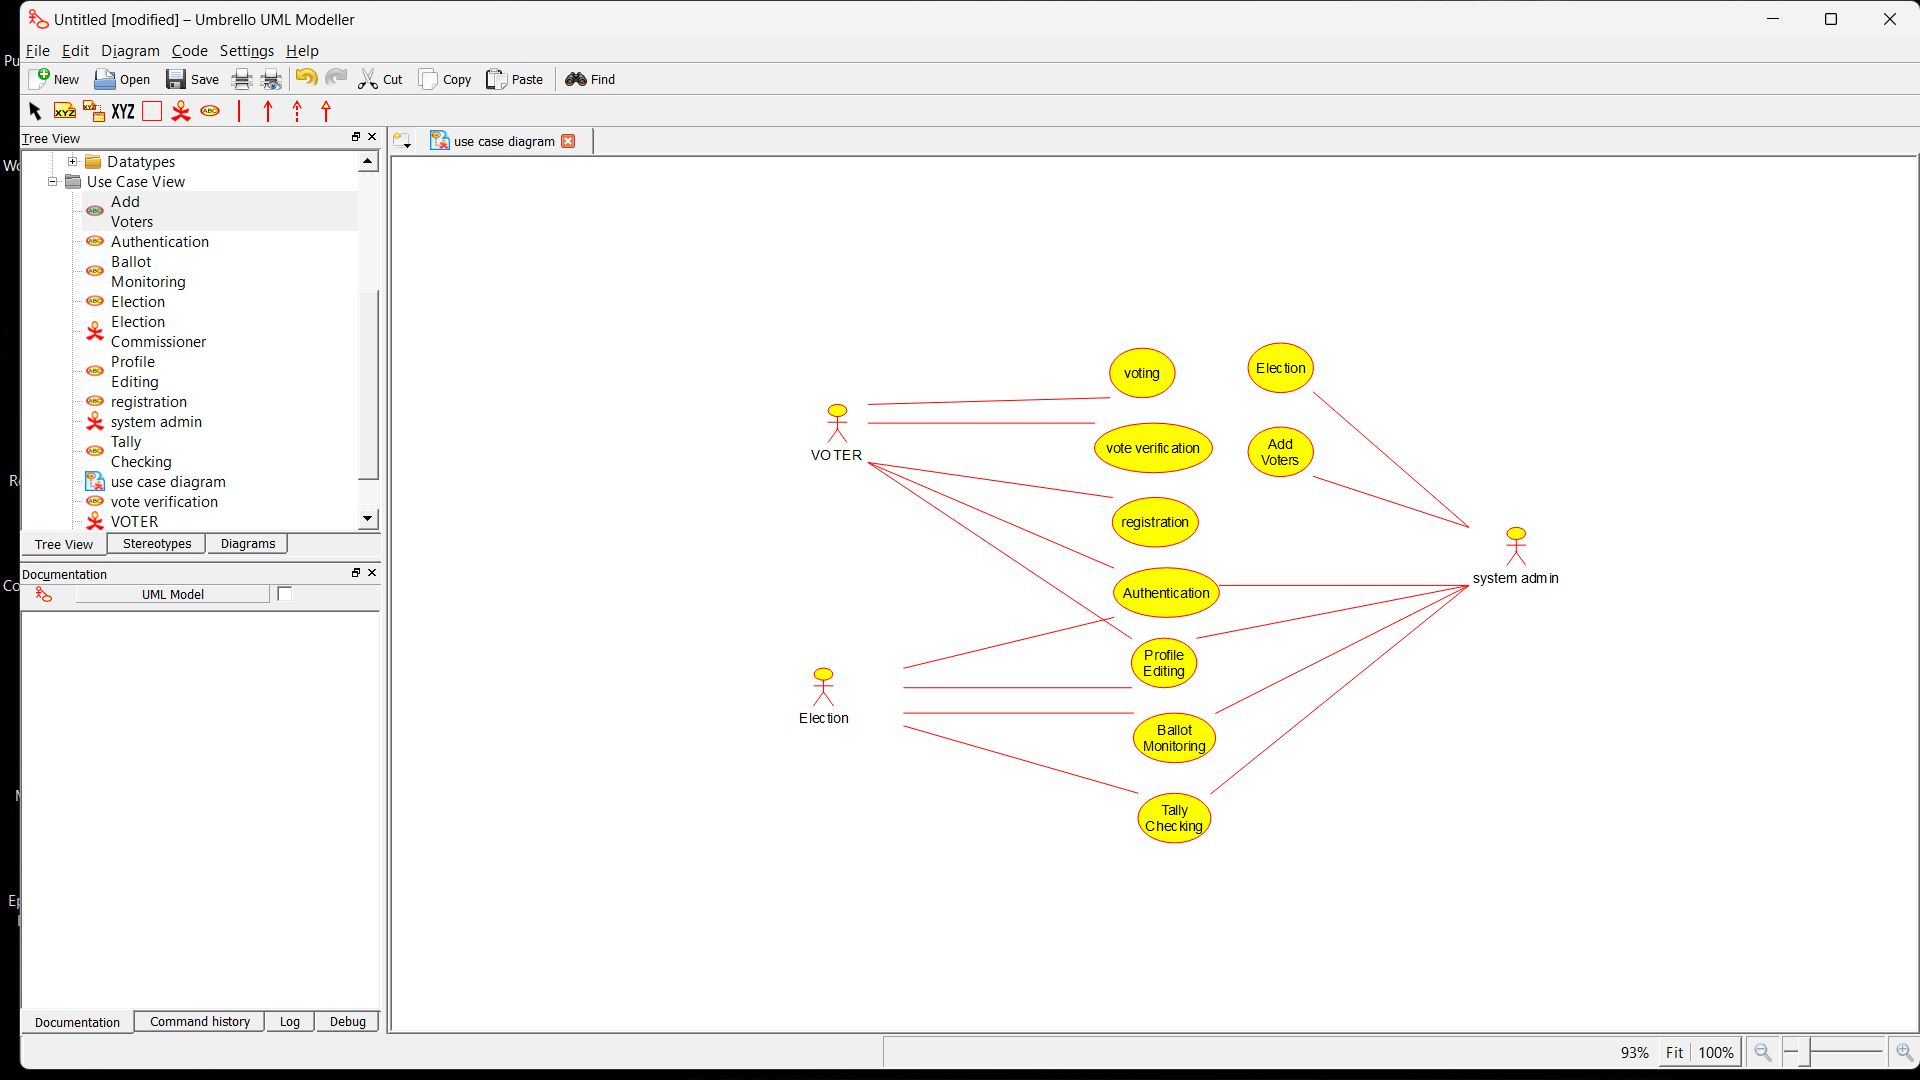 Untitled [modified] – Umbrello UML Modeller
File Edit Diagram Code Settings Help
New Open Save Cut Copy Paste Find
XYZ XYZ XYZ ABC
Tree View
use case diagram
Datatypes
Use Case View
Add
Voters
Authentication
Ballot
Monitoring
Election
Election
Commissioner
Profile
Editing
registration
system admin
Tally
Checking
use case diagram
vote verification
VOTER
Tree View Stereotypes Diagrams
Documentation
UML Model
Documentation Command history Log Debug
voting
Election
VOTER
vote verification
Add
Voters
registration
system admin
Authentication
Profile
Editing
Election
Ballot
Monitoring
Tally
Checking
93% Fit 100%